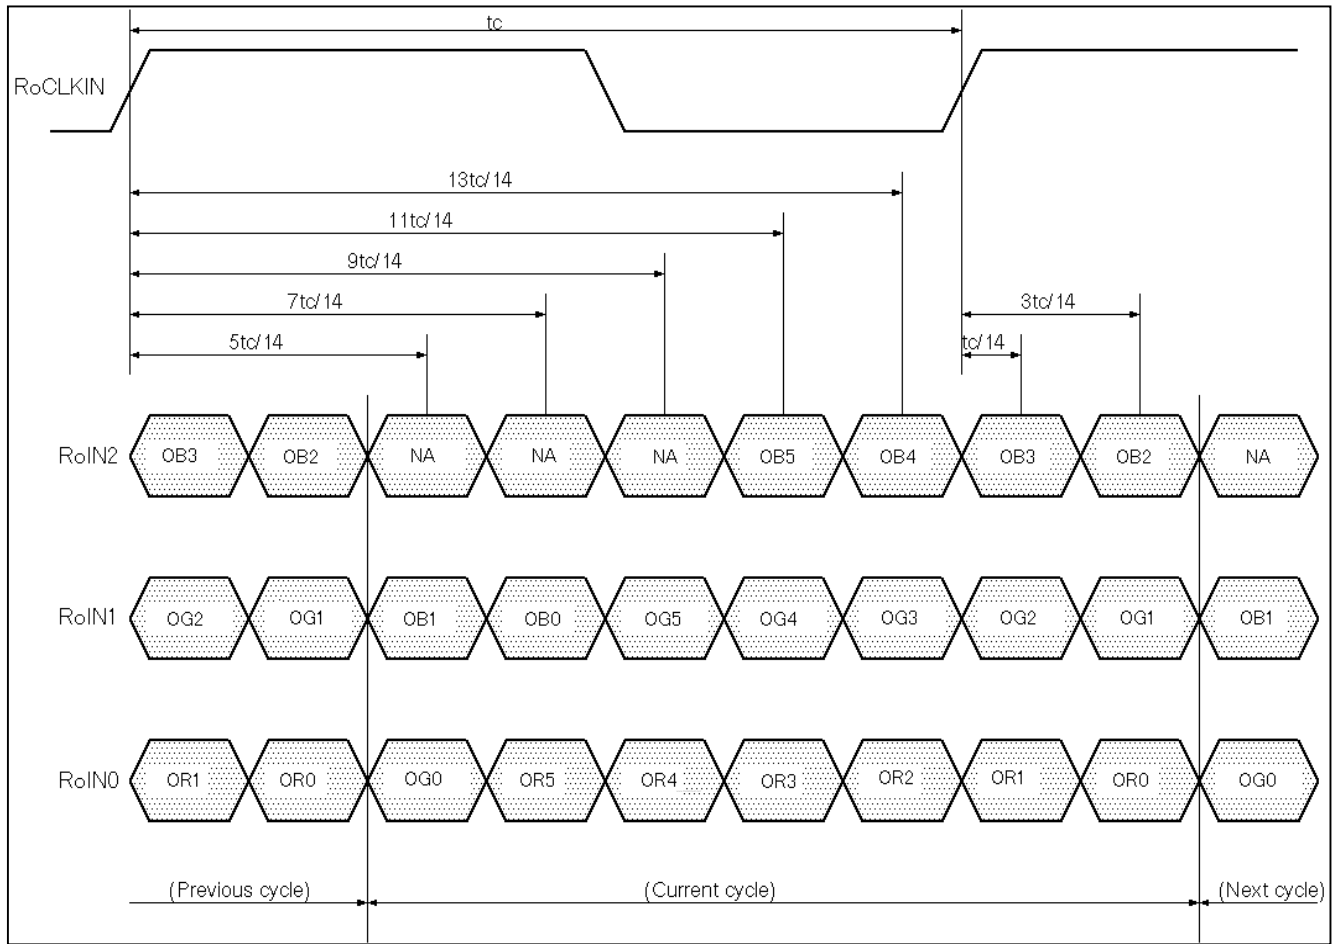 tc
RoCLKIN
13tc/14
11tc/14
9tc/14
7tc/14
3tc/14
5tc/14
tc/14
RoIN2 OB3 OB2 NA NA NA OB5 OB4 OB3 OB2 NA
RoIN1 OG2 OG1 OB1 OB0 OG5 OG4 OG3 OG2 OG1 OB1
RoIN0 OR1 OR0 OG0 OR5 OR4 OR3 OR2 OR1 OR0 OG0
(Previous cycle) (Current cycle) (Next cycle)